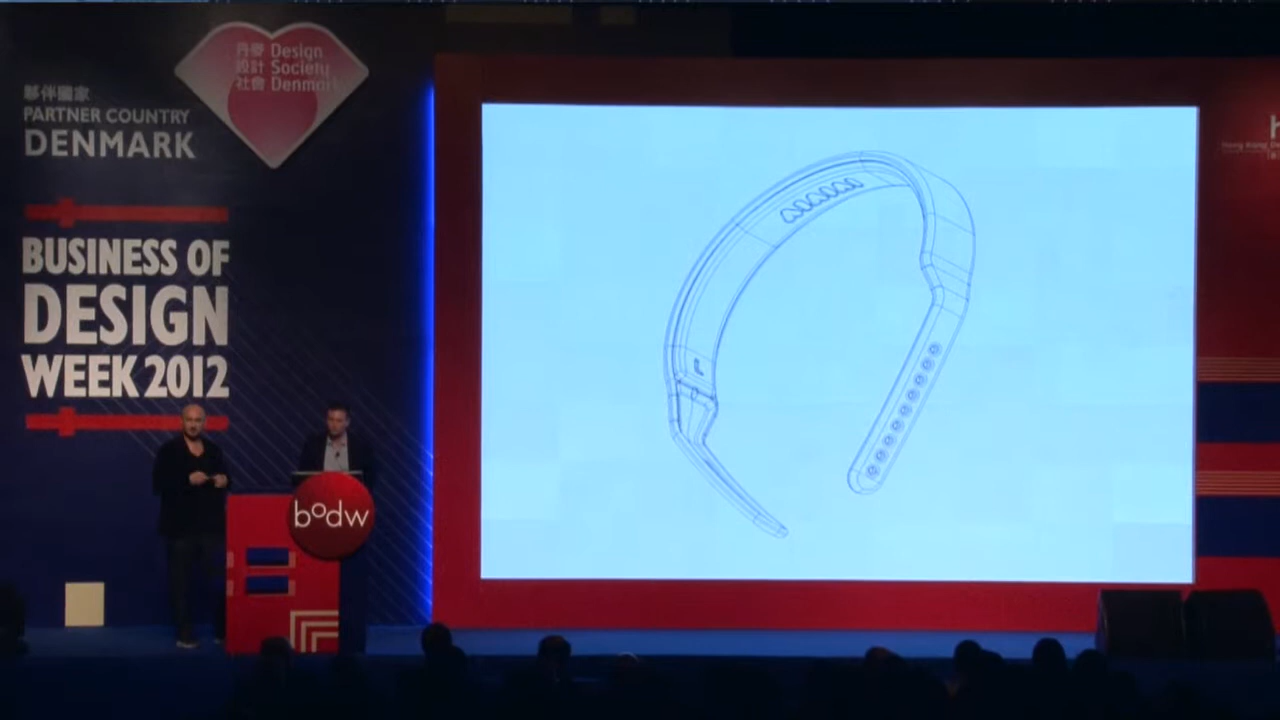 丹麥 Design
設計 Society
社會 Denmark
夥伴國家
PARTNER COUNTRY
DENMARK
BUSINESS OF
DESIGN
WEEK 2012
bodw